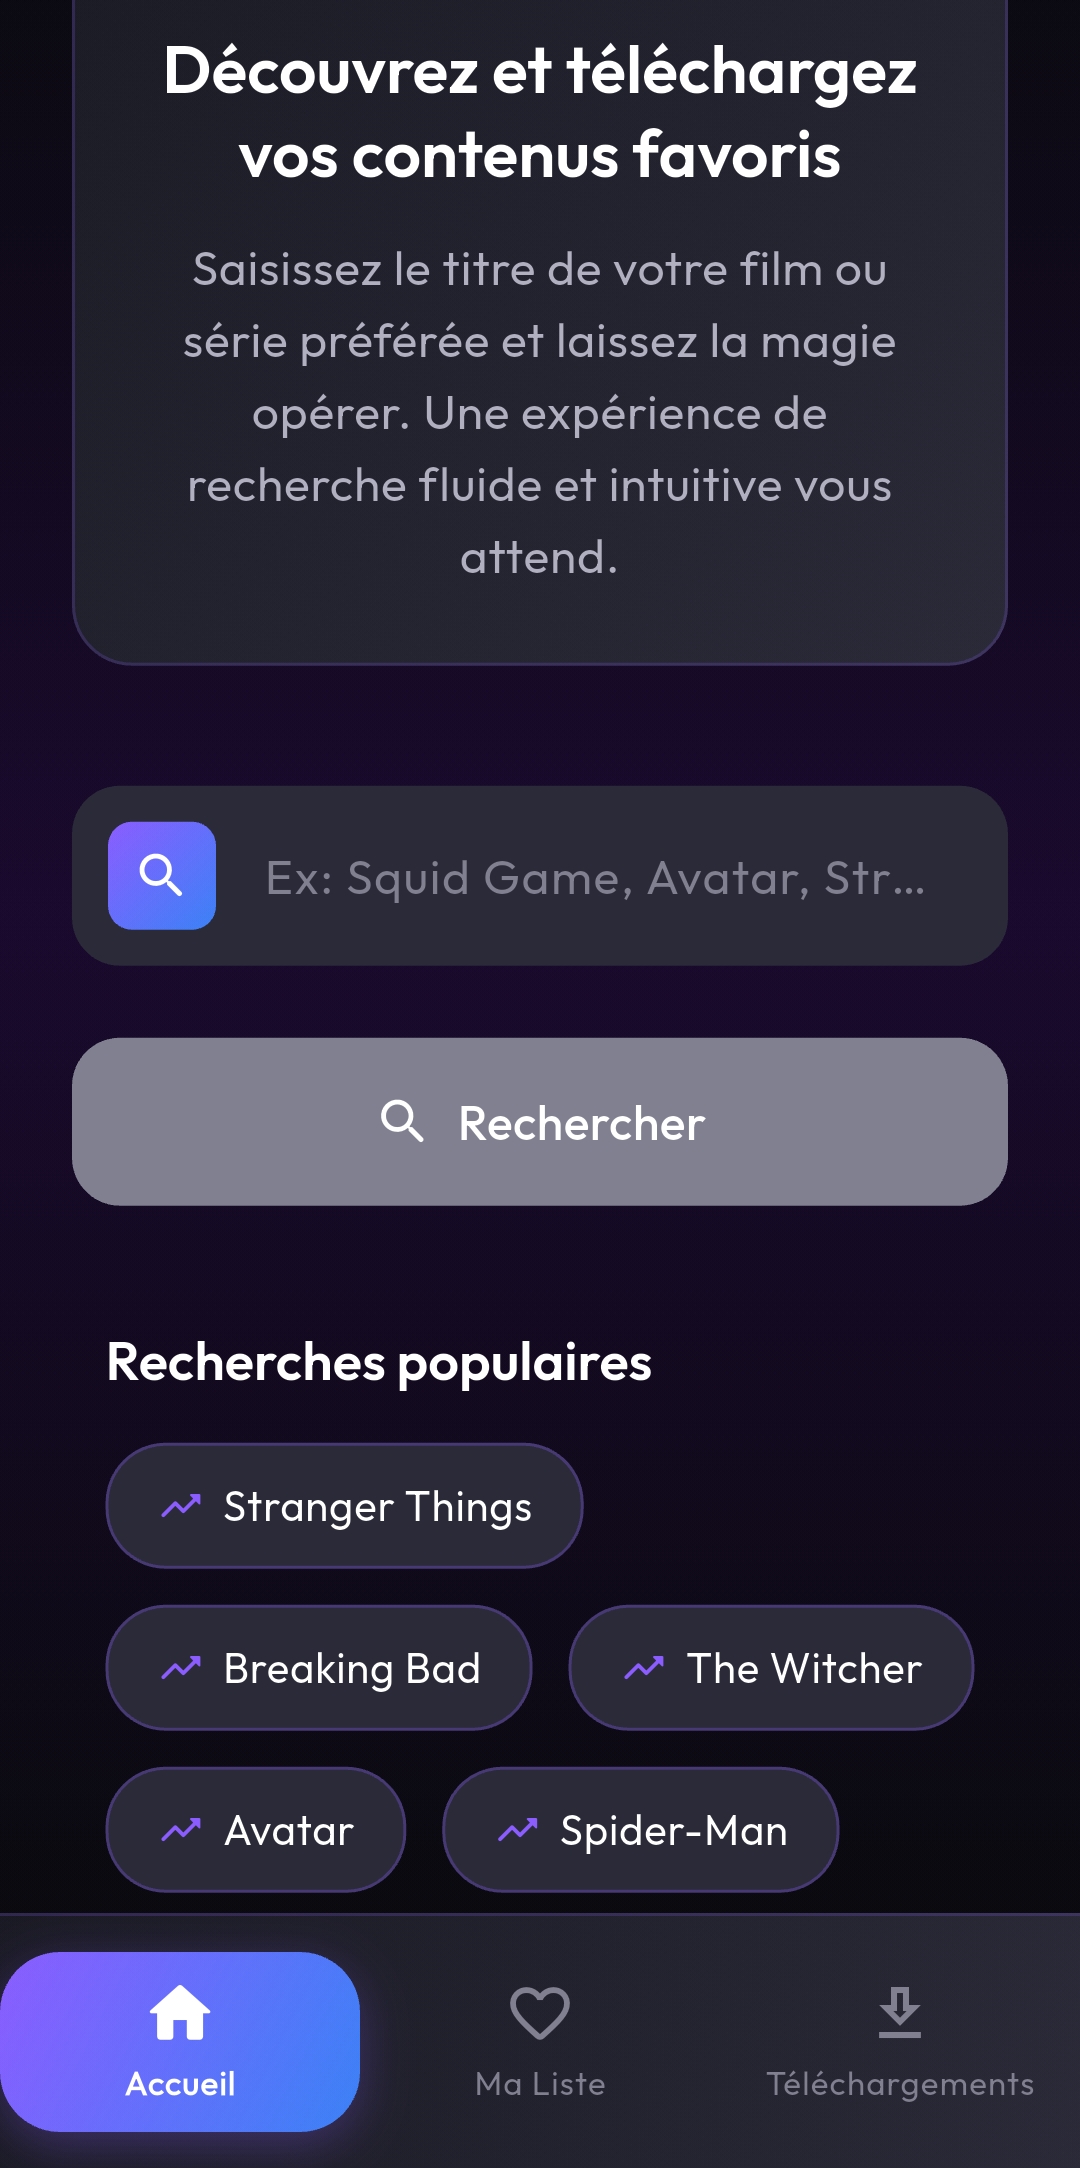 Découvrez et téléchargez
vos contenus favoris
Saisissez le titre de votre film ou
série préférée et laissez la magie
opérer. Une expérience de
recherche fluide et intuitive vous
attend.
Ex: Squid Game, Avatar, Str...
Rechercher
Recherches populaires
Stranger Things
Breaking Bad
The Witcher
Avatar
Spider-Man
Accueil
Ma Liste
Téléchargements